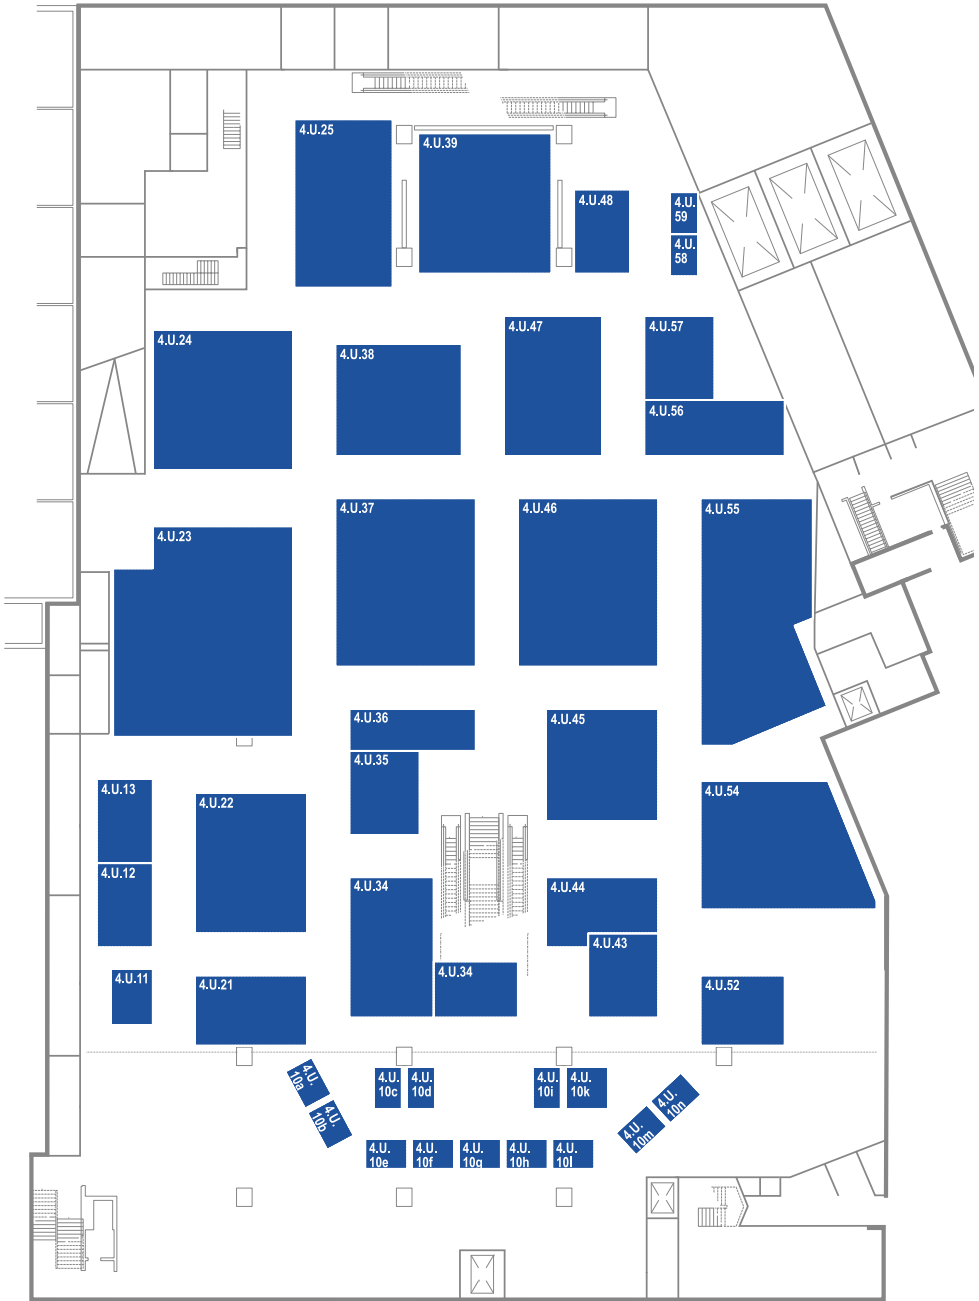 4.U.25
4.U.39
4.U.48
4.U.
59
4.U.
58
4.U.24
4.U.38
4.U.47
4.U.57
4.U.56
4.U.23
4.U.37
4.U.46
4.U.55
4.U.36
4.U.45
4.U.35
4.U.13
4.U.22
4.U.54
4.U.12
4.U.34
4.U.44
4.U.43
4.U.11
4.U.21
4.U.34
4.U.52
4.U.
10a
4.U.
10b
4.U.
10c
4.U.
10d
4.U.
10i
4.U.
10k
4.U.
10m
4.U.
10n
4.U.
10e
4.U.
10f
4.U.
10g
4.U.
10h
4.U.
10l